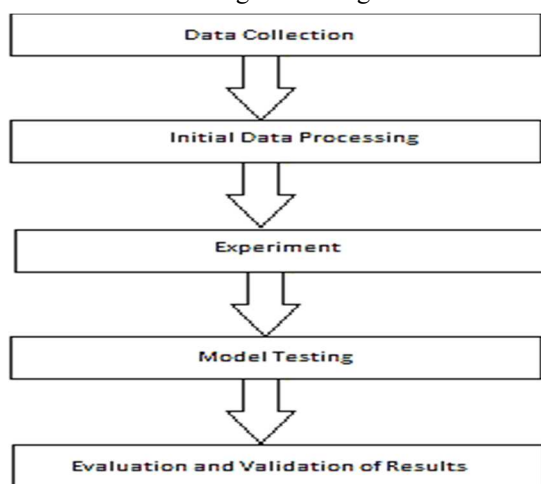 Data Collection
Initial Data Processing
Experiment
Model Testing
Evaluation and Validation of Results